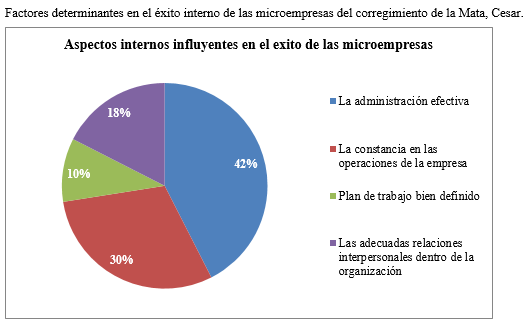 Factores determinantes en el éxito interno de las microempresas del corregimiento de la Mata, Cesar.
Aspectos internos influyentes en el exito de las microempresas
18%
42%
10%
30%
La administración efectiva
La constancia en las
operaciones de la empresa
Plan de trabajo bien definido
Las adecuadas relaciones
interpersonales dentro de la
organización